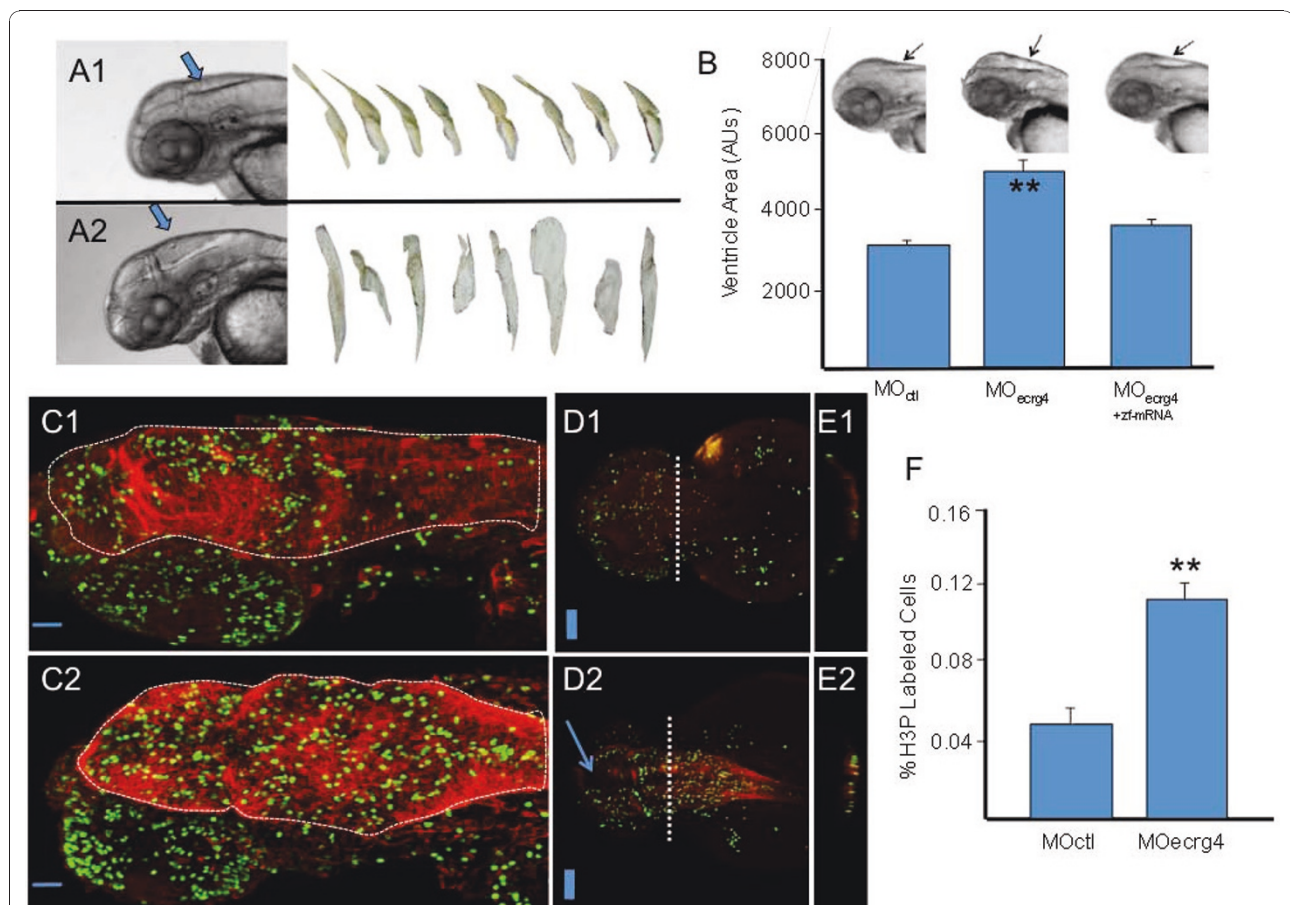 A1
A2
B
Ventricle Area (AUs)
8000
6000
4000
2000
**
MOctl
MOecrg4
MOecrg4
+zf-mRNA
C1
D1
E1
C2
D2
E2
F
% H3P Labeled Cells
0.16
0.12
0.08
0.04
**
MOctl
MOecrg4